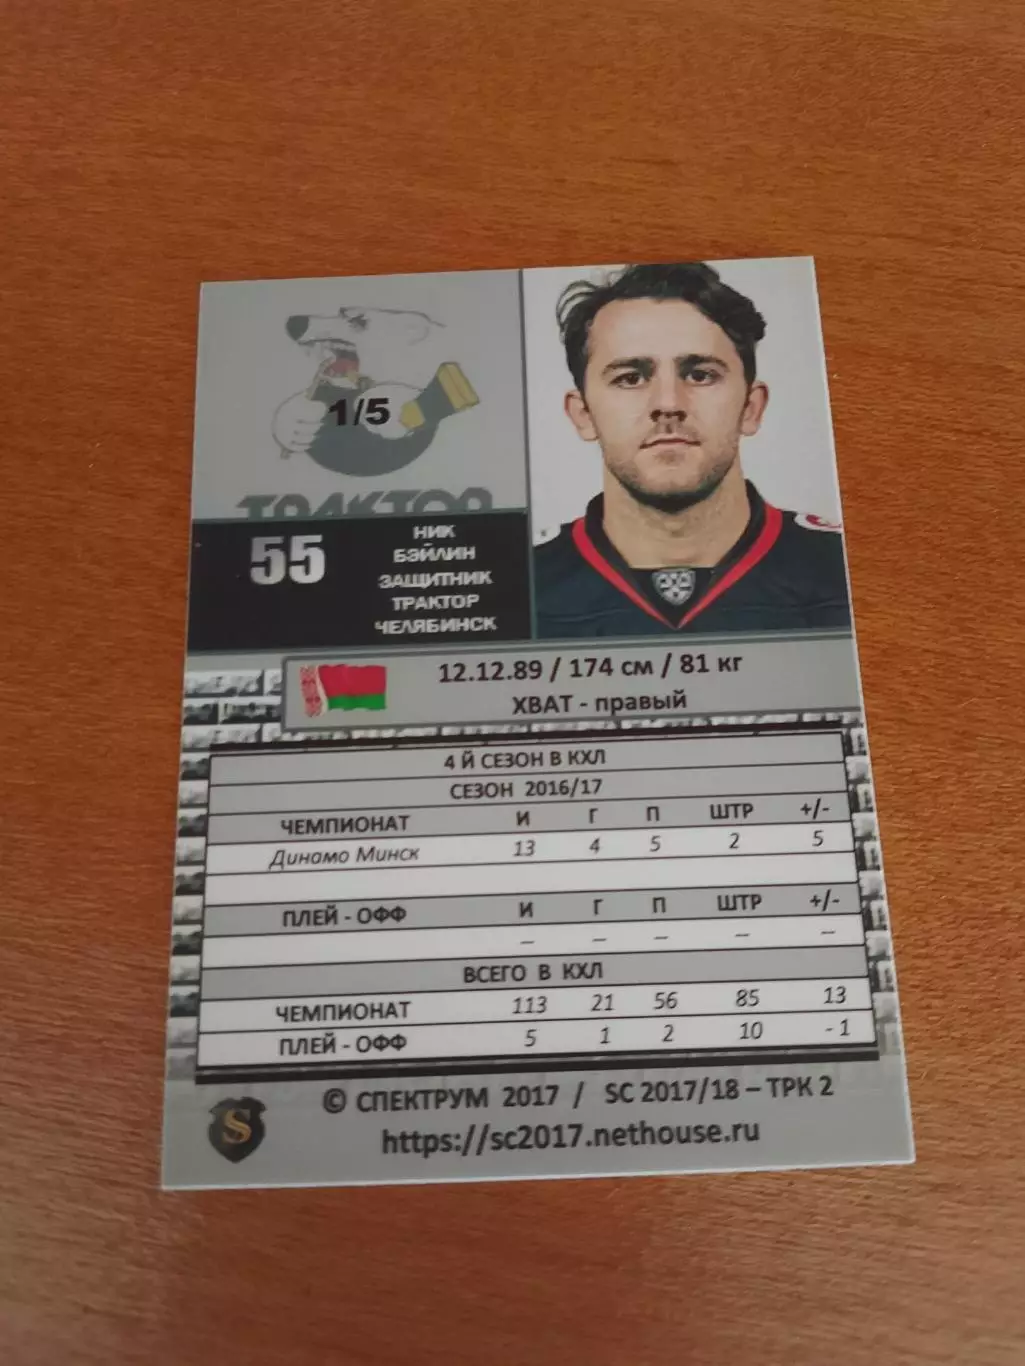 1/5
ТРАКТОР
55
НИК
БЭЙЛИН
ЗАЩИТНИК
ТРАКТОР
ЧЕЛЯБИНСК
12.12.89 / 174 см / 81 кг
ХВАТ - правый
4 Й СЕЗОН В КХЛ
СЕЗОН 2016/17
ЧЕМПИОНАТ И Г П ШТР +/-
Динамо Минск 13 4 5 2 5
ПЛЕЙ - ОФФ И Г П ШТР +/-
– – – – –
ВСЕГО В КХЛ
ЧЕМПИОНАТ 113 21 56 85 13
ПЛЕЙ - ОФФ 5 1 2 10 - 1
© СПЕКТРУМ 2017 / SC 2017/18 – ТРК 2
S
https://sc2017.nethouse.ru